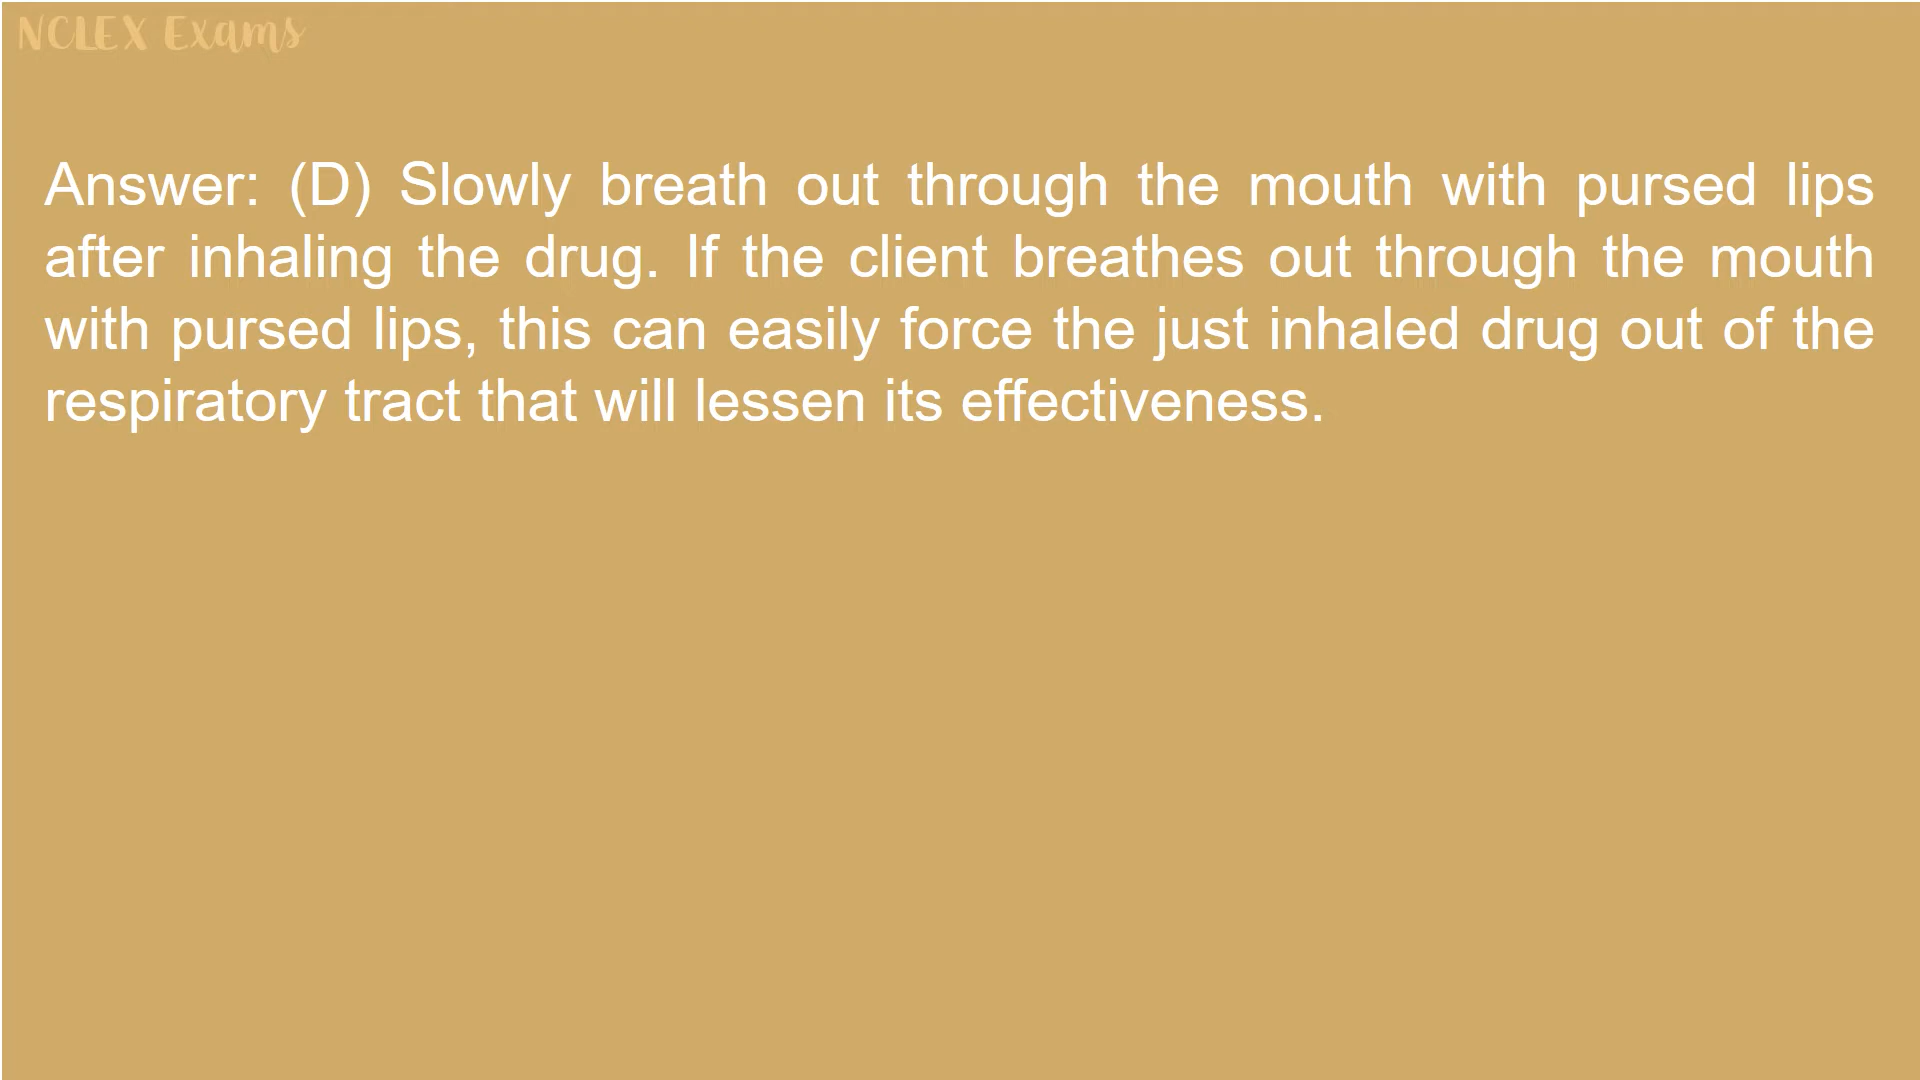 NCLEX Exams
Answer: (D) Slowly breath out through the mouth with pursed lips
after inhaling the drug. If the client breathes out through the mouth
with pursed lips, this can easily force the just inhaled drug out of the
respiratory tract that will lessen its effectiveness.